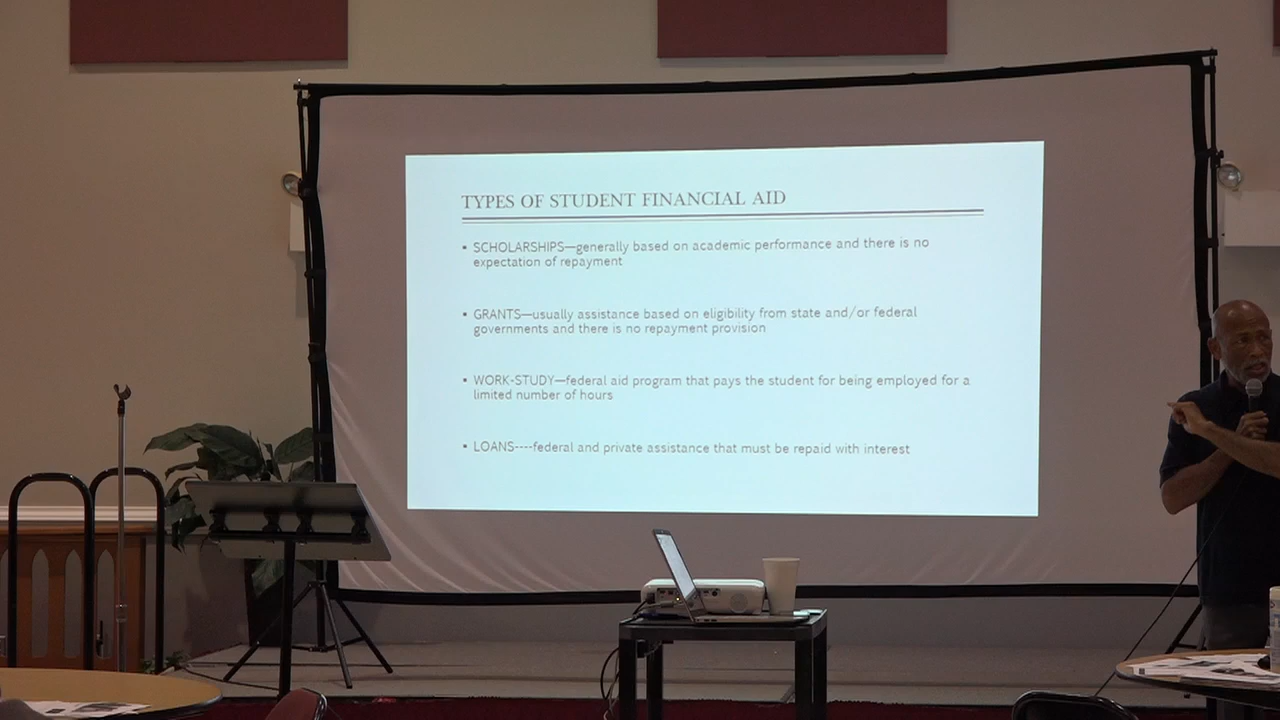 TYPES OF STUDENT FINANCIAL AID
▪ SCHOLARSHIPS—generally based on academic performance and there is no
expectation of repayment
▪ GRANTS—usually assistance based on eligibility from state and/or federal
governments and there is no repayment provision
▪ WORK-STUDY—federal aid program that pays the student for being employed for a
limited number of hours
▪ LOANS----federal and private assistance that must be repaid with interest